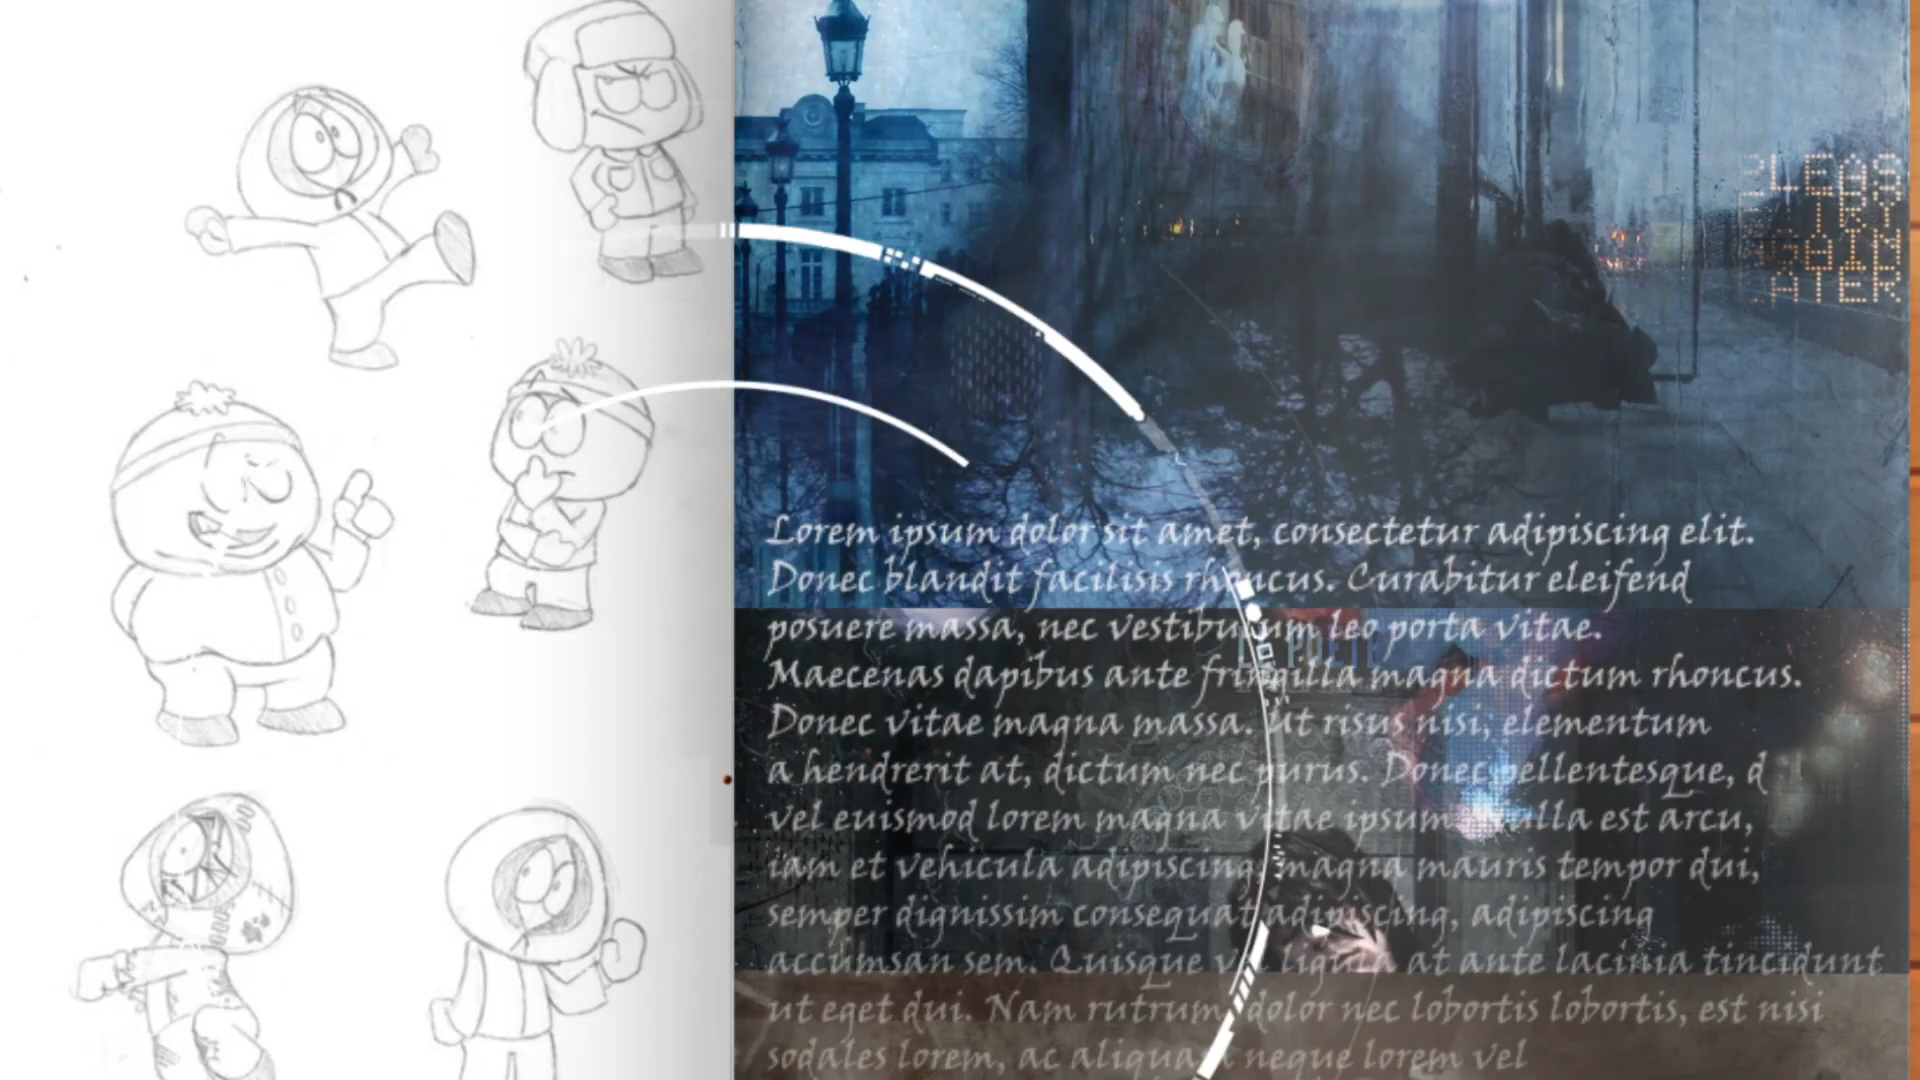 PLEAS
TRY
AGAIN
LATER
Lorem ipsum dolor sit amet, consectetur adipiscing elit.
Donec blandit facilisis rhoncus. Curabitur eleifend
posuere massa, nec vestibulum leo porta vitae.
Maecenas dapibus ante fringilla magna dictum rhoncus.
Donec vitae magna massa. Ut risus nisi, elementum
a hendrerit at, dictum nec purus. Donec pellentesque, d
vel euismod lorem magna vitae ipsum nulla est arcu,
iam et vehicula adipiscing, magna mauris tempor dui,
semper dignissim consequat adipiscing, adipiscing
accumsan sem. Quisque vel ligula at ante lacinia tincidunt
ut eget dui. Nam rutrum, dolor nec lobortis lobortis, est nisi
sodales lorem, ac aliquam neque lorem vel